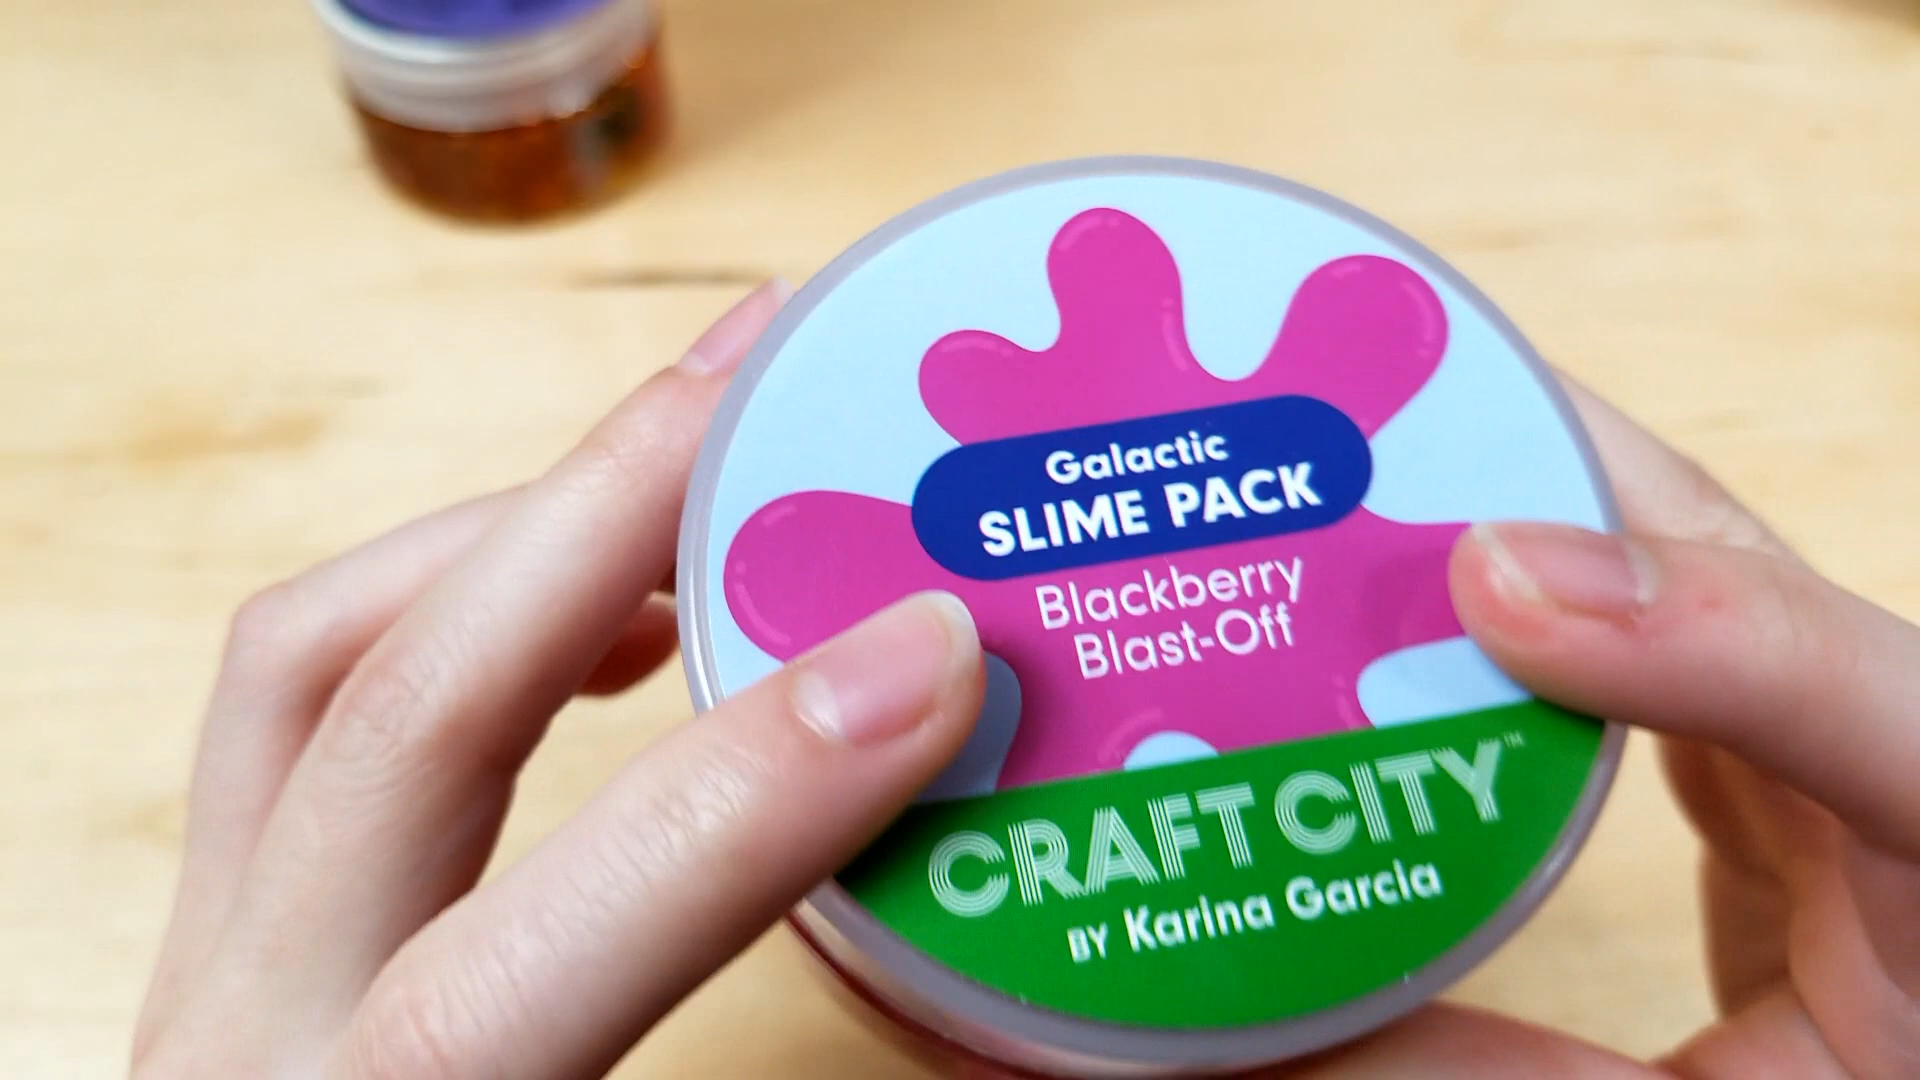 Galactic
SLIME PACK
Blackberry
Blast-Off
CRAFT CITY™
BY Karina Garcia